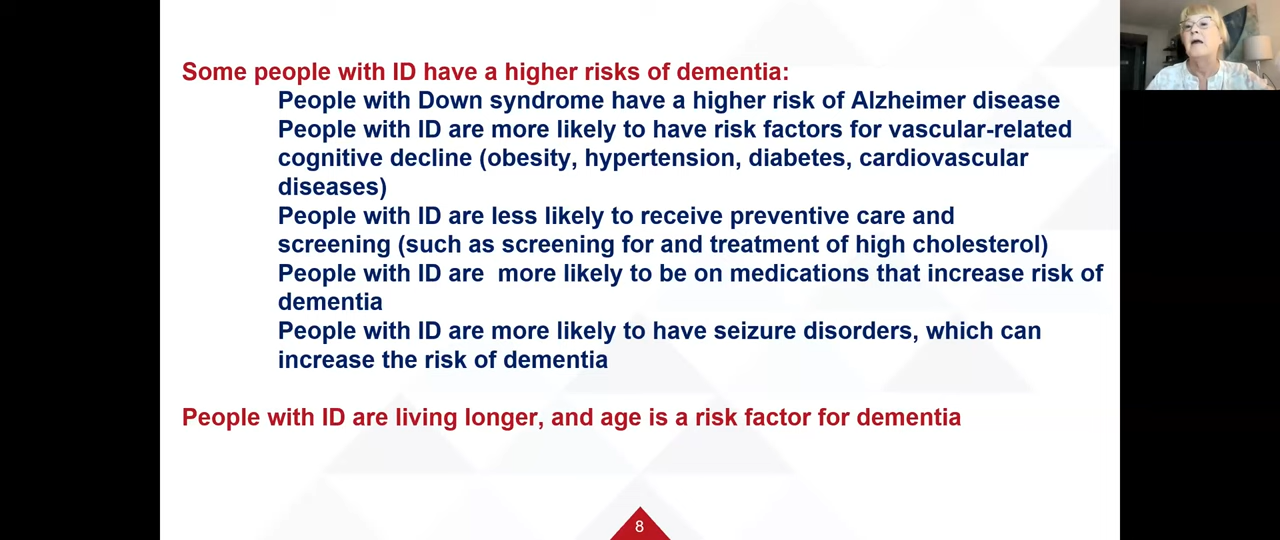 Some people with ID have a higher risks of dementia:
People with Down syndrome have a higher risk of Alzheimer disease
People with ID are more likely to have risk factors for vascular-related
cognitive decline (obesity, hypertension, diabetes, cardiovascular
diseases)
People with ID are less likely to receive preventive care and
screening (such as screening for and treatment of high cholesterol)
People with ID are  more likely to be on medications that increase risk of
dementia
People with ID are more likely to have seizure disorders, which can
increase the risk of dementia
People with ID are living longer, and age is a risk factor for dementia
8